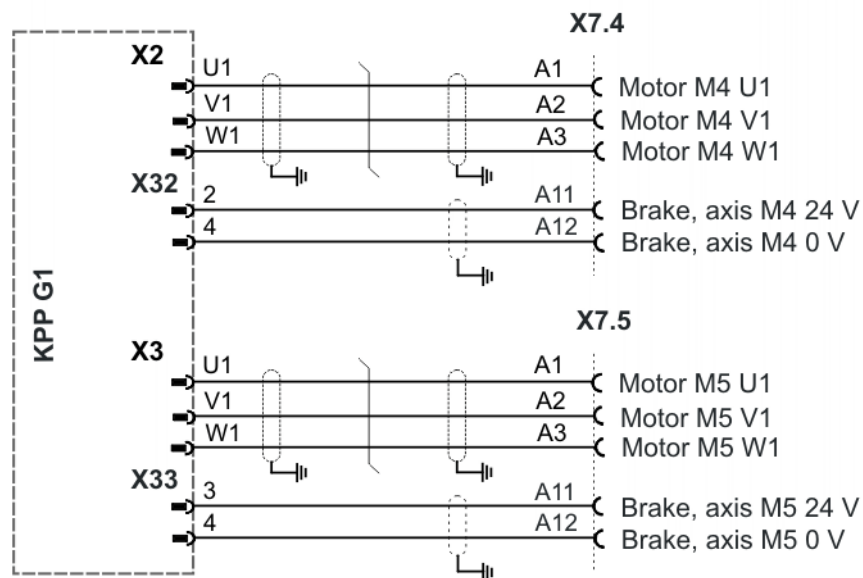 X7.4
X2
U1 A1 Motor M4 U1
V1 A2 Motor M4 V1
W1 A3 Motor M4 W1
X32
2 A11 Brake, axis M4 24 V
4 A12 Brake, axis M4 0 V
KPP G1
X7.5
X3
U1 A1 Motor M5 U1
V1 A2 Motor M5 V1
W1 A3 Motor M5 W1
X33
3 A11 Brake, axis M5 24 V
4 A12 Brake, axis M5 0 V